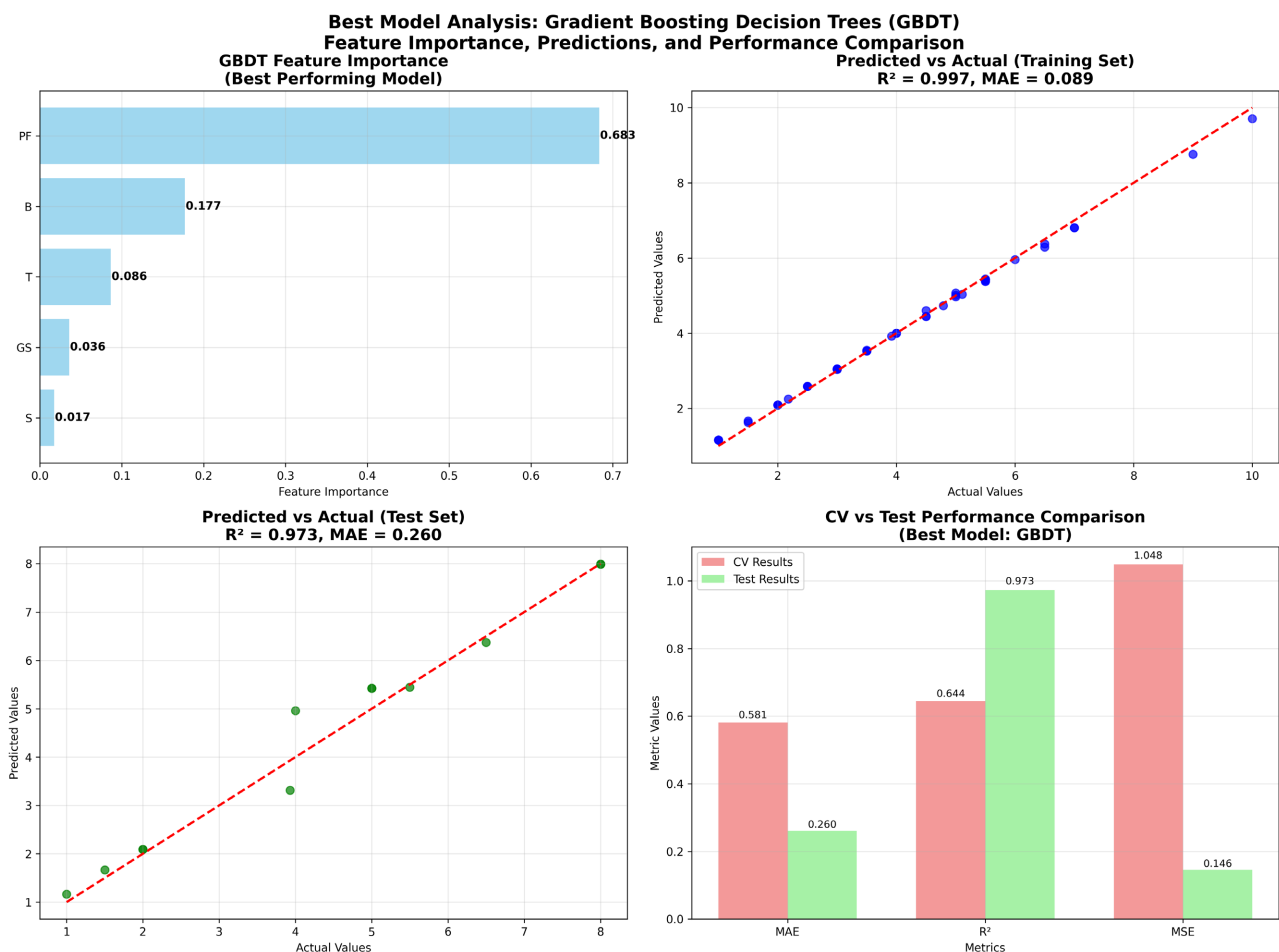 Best Model Analysis: Gradient Boosting Decision Trees (GBDT)
Feature Importance, Predictions, and Performance Comparison
GBDT Feature Importance
(Best Performing Model)
PF
B
T
GS
S
0.683
0.177
0.086
0.036
0.017
0.0 0.1 0.2 0.3 0.4 0.5 0.6 0.7
Feature Importance
Predicted vs Actual (Training Set)
R² = 0.997, MAE = 0.089
Predicted Values
10
8
6
4
2
2 4 6 8 10
Actual Values
Predicted vs Actual (Test Set)
R² = 0.973, MAE = 0.260
Predicted Values
8
7
6
5
4
3
2
1
1 2 3 4 5 6 7 8
Actual Values
CV vs Test Performance Comparison
(Best Model: GBDT)
CV Results
Test Results
Metric Values
1.0
0.8
0.6
0.4
0.2
0.0
0.581
0.260
0.644
0.973
1.048
0.146
MAE R² MSE
Metrics